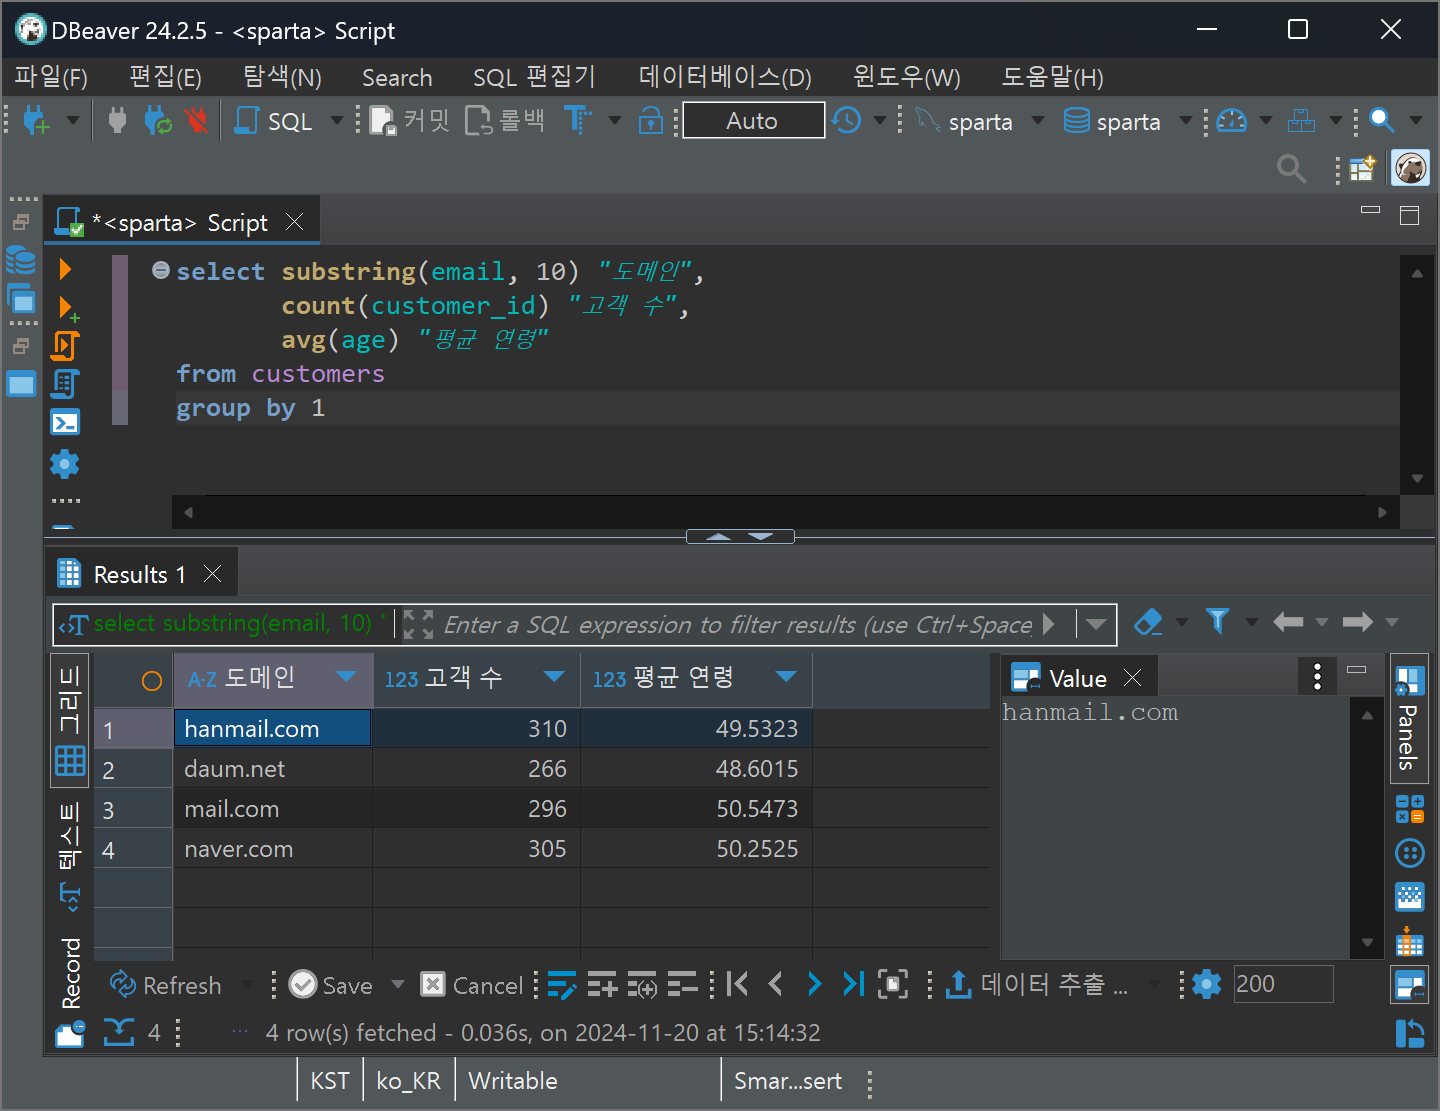 DBeaver 24.2.5 - <sparta> Script
파일(F) 편집(E) 탐색(N) Search SQL 편집기 데이터베이스(D) 윈도우(W) 도움말(H)
SQL 커밋 롤백 T Auto sparta sparta
*<sparta> Script
select substring(email, 10) "도메인",
count(customer_id) "고객 수",
avg(age) "평균 연령"
from customers
group by 1
Results 1
select substring(email, 10) " Enter a SQL expression to filter results (use Ctrl+Space
그리드
텍스트
Record
A-Z 도메인 123 고객 수 123 평균 연령
1 hanmail.com 310 49.5323
2 daum.net 266 48.6015
3 mail.com 296 50.5473
4 naver.com 305 50.2525
Value
hanmail.com
Panels
Refresh Save Cancel 데이터 추출 ... 200
4 ... 4 row(s) fetched - 0.036s, on 2024-11-20 at 15:14:32
KST ko_KR Writable Smar...sert